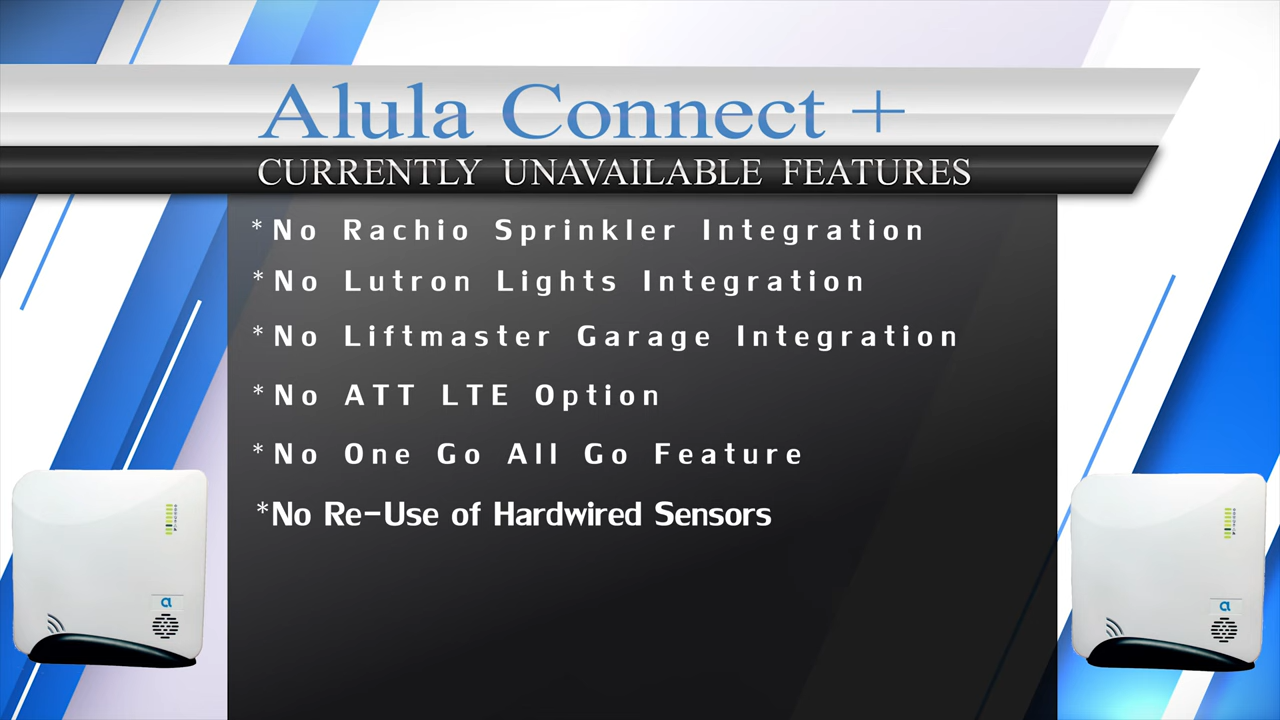 Alula Connect +
CURRENTLY UNAVAILABLE FEATURES
* No Rachio Sprinkler Integration
* No Lutron Lights Integration
* No Liftmaster Garage Integration
* No ATT LTE Option
* No One Go All Go Feature
*No Re-Use of Hardwired Sensors